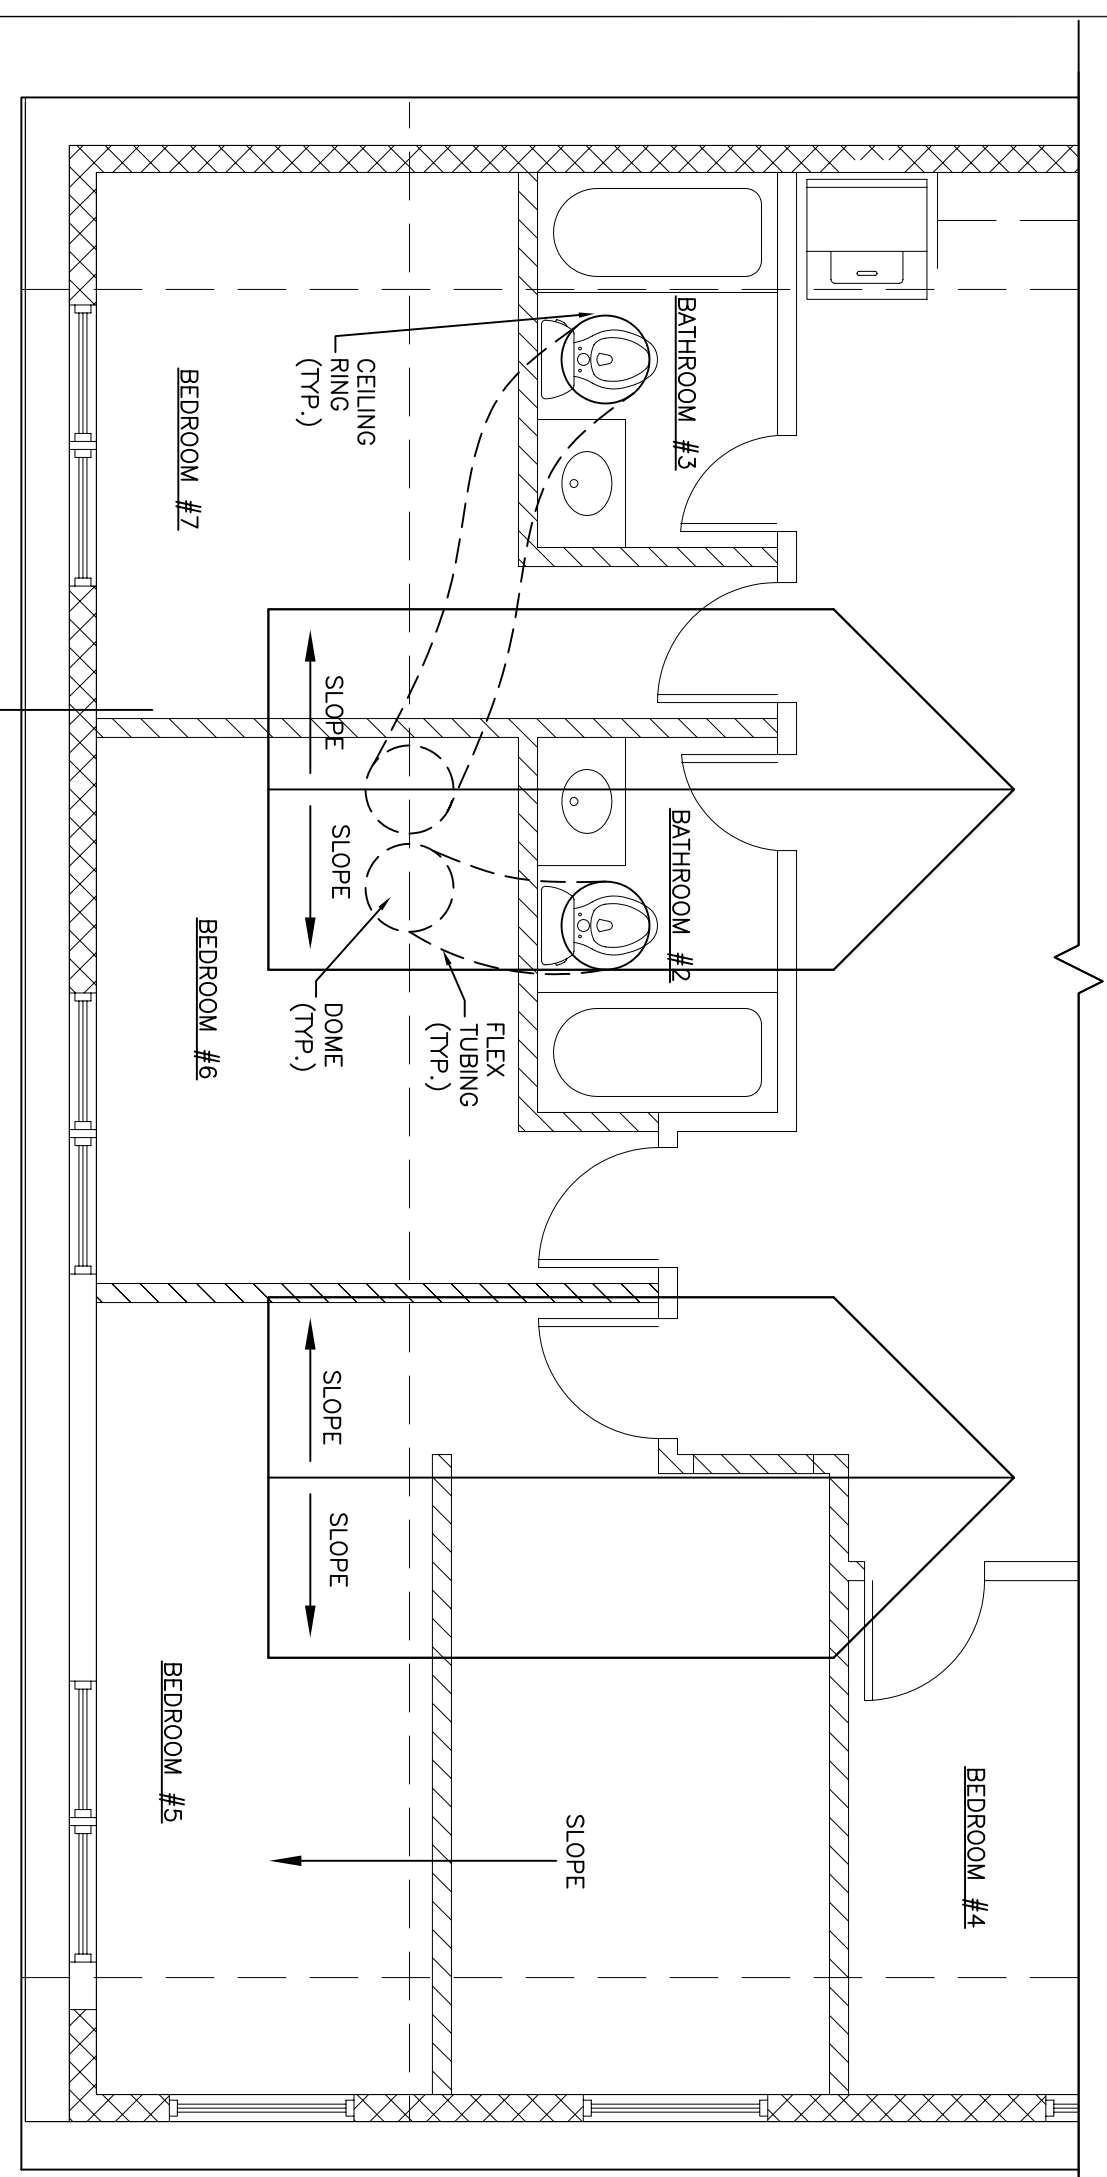 BATHROOM #3
CEILING
RING
(TYP.)
BEDROOM #7
SLOPE
SLOPE
BATHROOM #2
BEDROOM #6
DOME
(TYP.)
FLEX
TUBING
(TYP.)
SLOPE
SLOPE
BEDROOM #5
SLOPE
BEDROOM #4